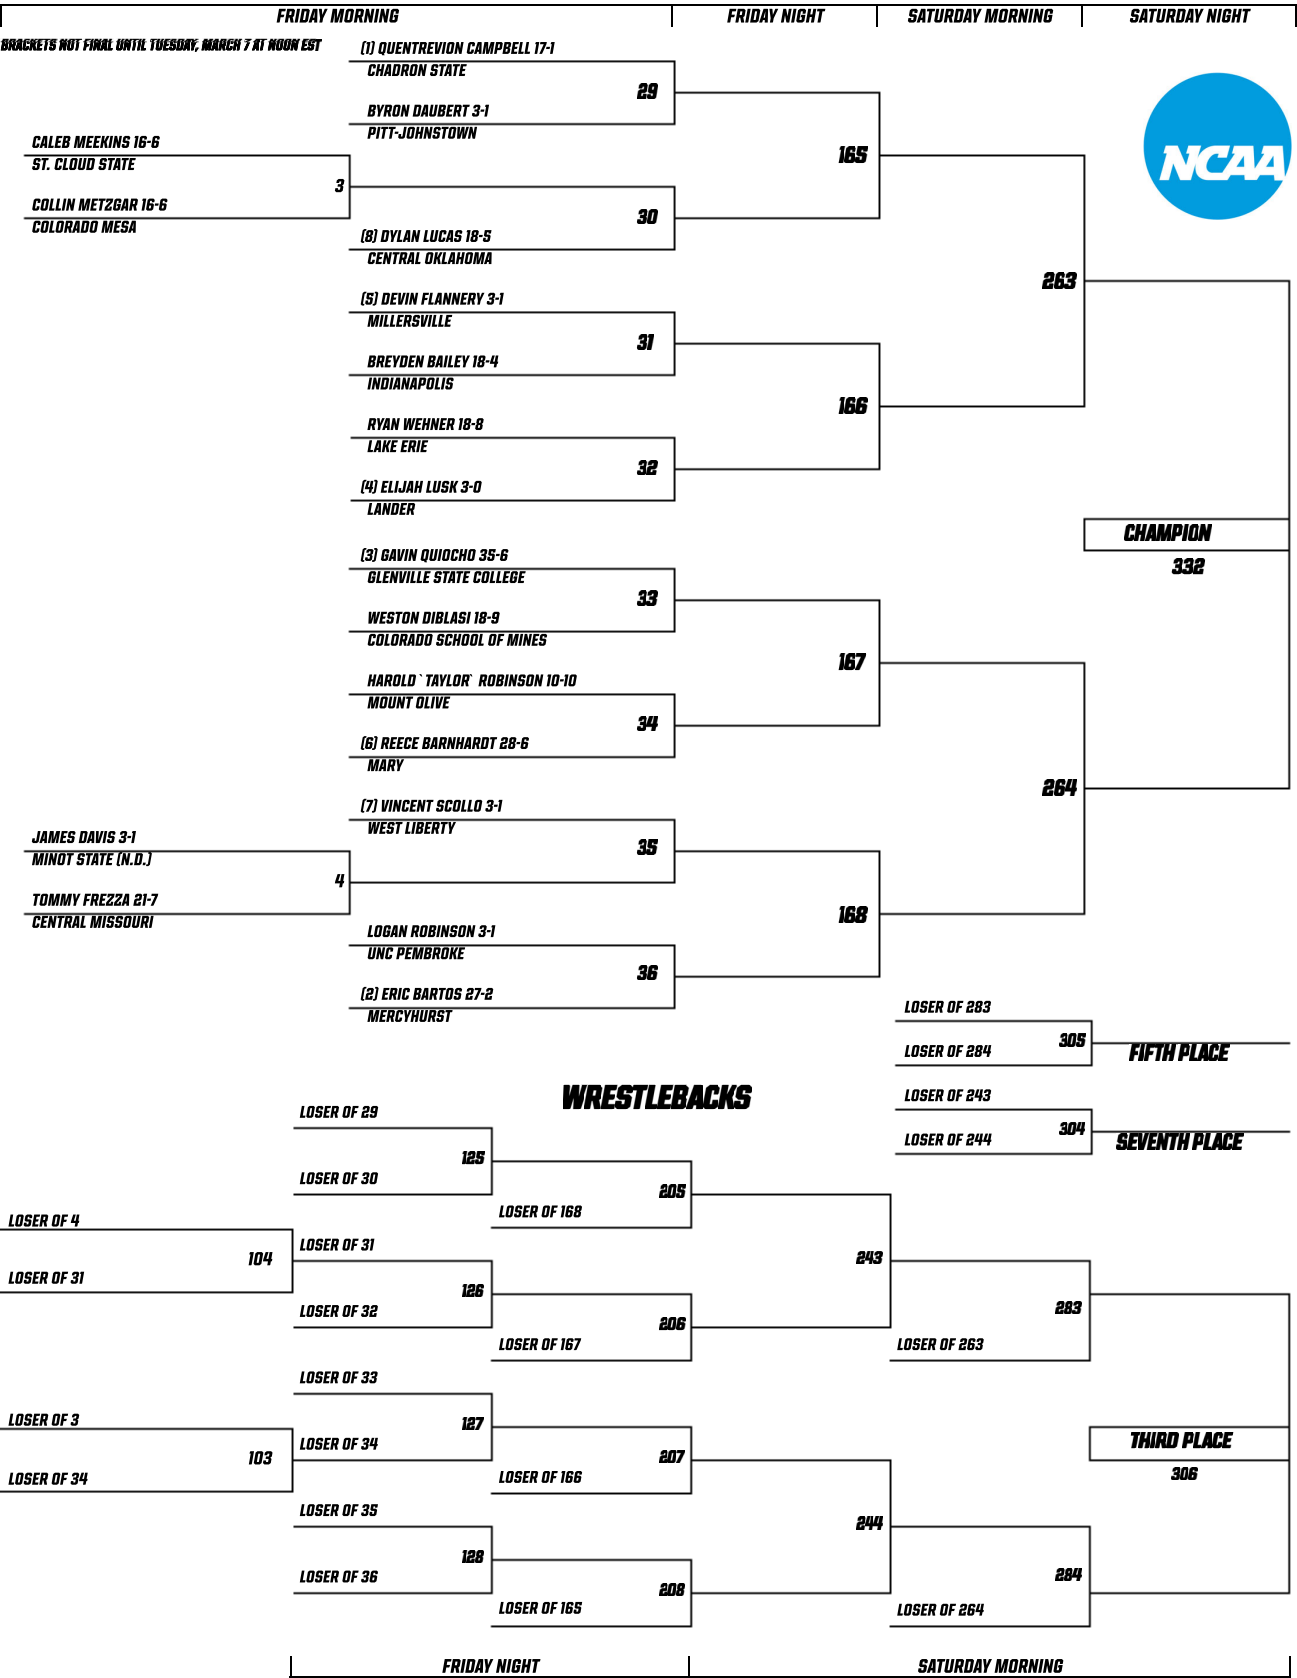 FRIDAY MORNING
FRIDAY NIGHT
SATURDAY MORNING
SATURDAY NIGHT
BRACKETS NOT FINAL UNTIL TUESDAY, MARCH 7 AT NOON EST
(1) QUENTREVION CAMPBELL 17-1
CHADRON STATE
29
BYRON DAUBERT 3-1
PITT-JOHNSTOWN
CALEB MEEKINS 16-6
ST. CLOUD STATE
3
COLLIN METZGAR 16-6
COLORADO MESA
30
(8) DYLAN LUCAS 18-5
CENTRAL OKLAHOMA
165
NCAA
(5) DEVIN FLANNERY 3-1
MILLERSVILLE
31
BREYDEN BAILEY 18-4
INDIANAPOLIS
263
166
RYAN WEHNER 18-8
LAKE ERIE
32
(4) ELIJAH LUSK 3-0
LANDER
CHAMPION
332
(3) GAVIN QUIOCHO 35-6
GLENVILLE STATE COLLEGE
33
WESTON DIBLASI 18-9
COLORADO SCHOOL OF MINES
167
HAROLD `TAYLOR` ROBINSON 10-10
MOUNT OLIVE
34
(6) REECE BARNHARDT 28-6
MARY
264
(7) VINCENT SCOLLO 3-1
WEST LIBERTY
35
JAMES DAVIS 3-1
MINOT STATE (N.D.)
4
TOMMY FREZZA 21-7
CENTRAL MISSOURI
168
LOGAN ROBINSON 3-1
UNC PEMBROKE
36
(2) ERIC BARTOS 27-2
MERCYHURST
LOSER OF 283
305
LOSER OF 284
FIFTH PLACE
LOSER OF 243
304
LOSER OF 244
SEVENTH PLACE
WRESTLEBACKS
LOSER OF 29
125
LOSER OF 30
205
LOSER OF 168
LOSER OF 4
104
LOSER OF 31
LOSER OF 31
126
LOSER OF 32
206
LOSER OF 167
243
283
LOSER OF 263
LOSER OF 33
127
LOSER OF 34
LOSER OF 3
103
LOSER OF 34
207
LOSER OF 166
THIRD PLACE
306
LOSER OF 35
128
LOSER OF 36
208
LOSER OF 165
244
284
LOSER OF 264
FRIDAY NIGHT
SATURDAY MORNING